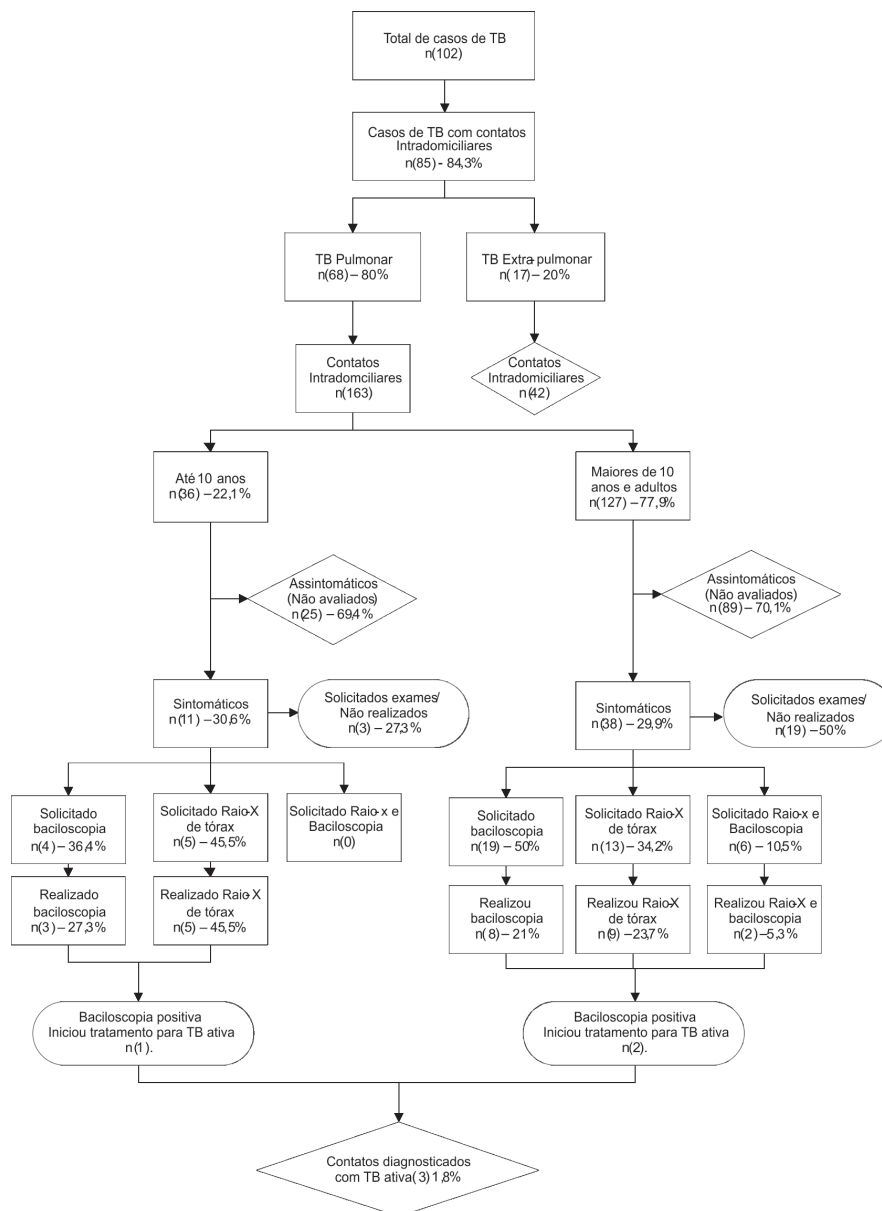 Total de casos de TB
n(102)
Casos de TB com contatos
Intradomiciliares
n(85) - 84,3%
TB Pulmonar
n(68) – 80%
TB Extra-pulmonar
n(17) – 20%
Contatos
Intradomciliares
n(163)
Contatos
Intradomiciliares
n(42)
Até 10 anos
n(36) – 22,1%
Maiores de 10
anos e adultos
n(127) – 77,9%
Assintomáticos
(Não avaliados)
n(25) – 69,4%
Assintomáticos
(Não avaliados)
n(89) – 70,1%
Sintomáticos
n(11) – 30,6%
Solicitados exames/
Não realizados
n(3) – 27,3%
Sintomáticos
n(38) – 29,9%
Solicitados exames/
Não realizados
n(19) – 50%
Solicitado
baciloscopia
n(4) – 36,4%
Solicitado Raio-X
de tórax
n(5) – 45,5%
Solicitado Raio-x e
Baciloscopia
n(0)
Solicitado
baciloscopia
n(19) – 50%
Solicitado Raio-X
de tórax
n(13) – 34,2%
Solicitado Raio-x e
Baciloscopia
n(6) – 10,5%
Realizado
baciloscopia
n(3) – 27,3%
Realizado Raio-X
de tórax
n(5) – 45,5%
Realizou
baciloscopia
n(8) – 21%
Realizou Raio-X
de tórax
n(9) – 23,7%
Realizou Raio-X e
baciloscopia
n(2) – 5,3%
Baciloscopia positiva
Iniciou tratamento para TB ativa
n(1).
Baciloscopia positiva
Iniciou tratamento para TB ativa
n(2).
Contatos diagnosticados
com TB ativa(3)1,8%